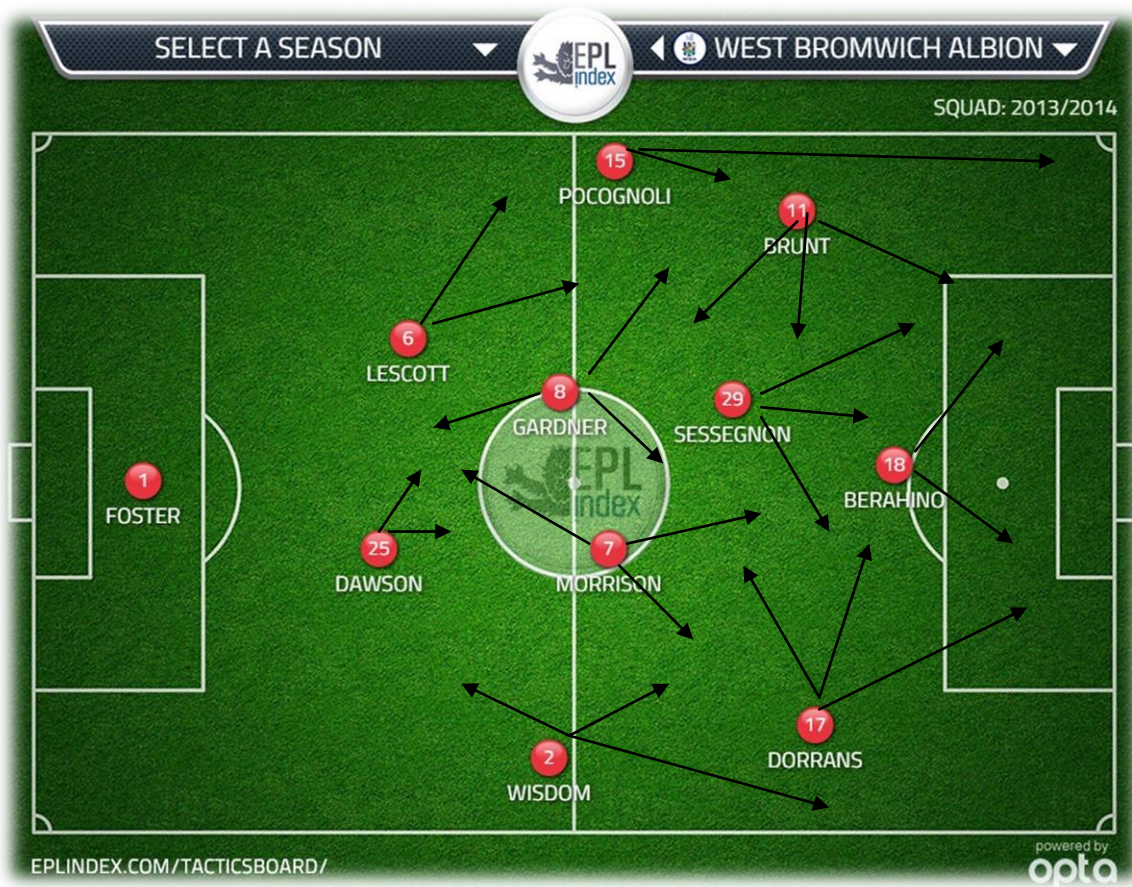 SELECT A SEASON
EPL
index
WEST BROMWICH ALBION
SQUAD: 2013/2014
15
POCOGNOLI
11
BRUNT
6
LESCOTT
8
GARDNER
29
SESSEGNON
EPL
index
18
BERAHINO
1
FOSTER
25
DAWSON
7
MORRISON
17
DORRANS
2
WISDOM
EPLINDEX.COM/TACTICSBOARD/
powered by
opta